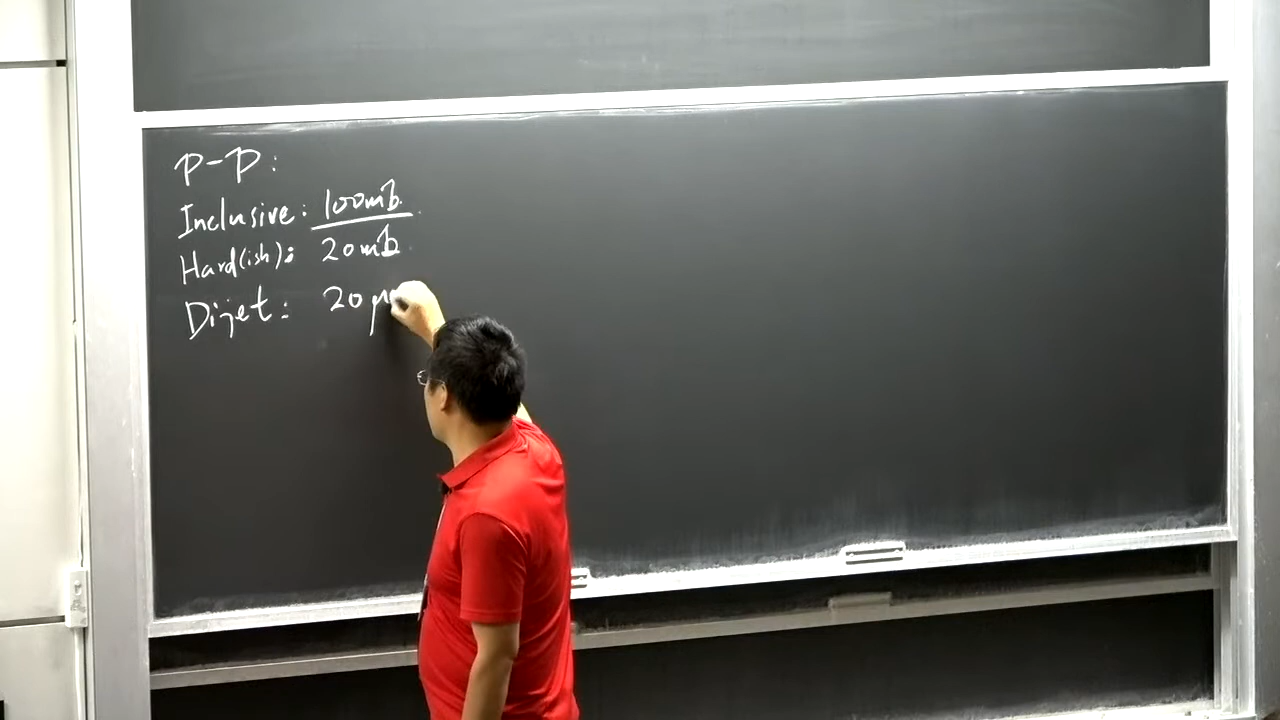 P-P:
Inclusive: 100mb
Hard(ish): 20mb
Dijet: 20 μ